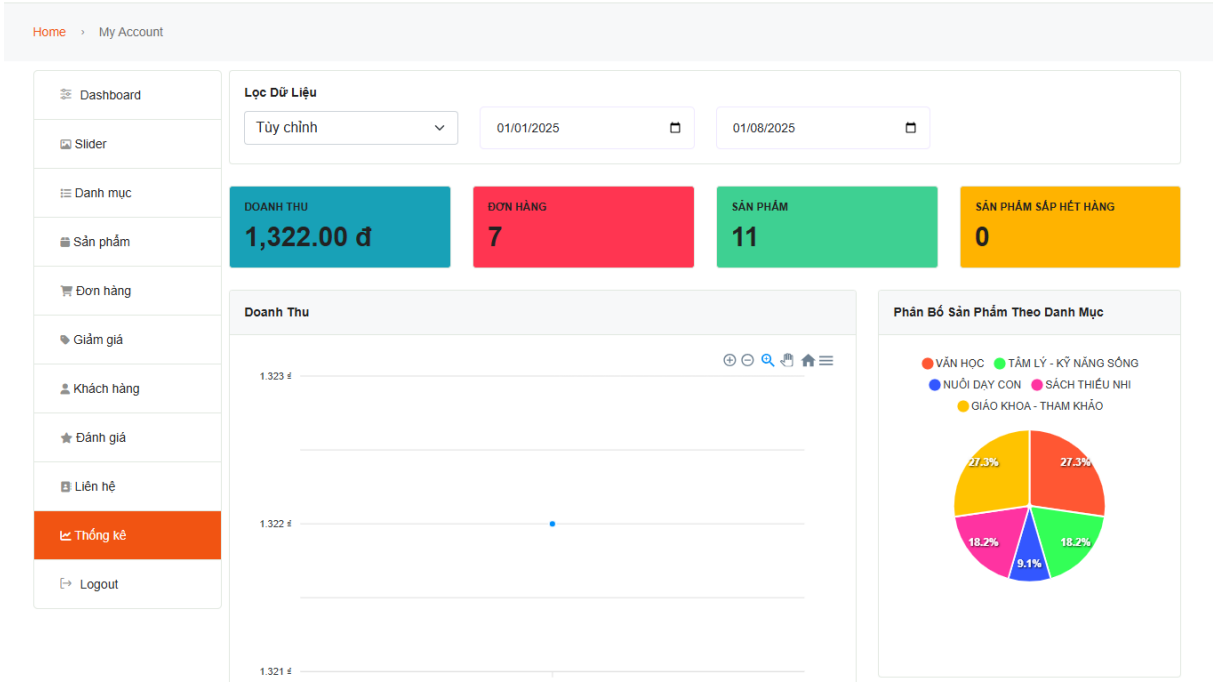 Home › My Account
Dashboard
Slider
Danh mục
Sản phẩm
Đơn hàng
Giảm giá
Khách hàng
Đánh giá
Liên hệ
Thống kê
Logout
Lọc Dữ Liệu
Tùy chỉnh 01/01/2025 01/08/2025
DOANH THU
1,322.00 đ
ĐƠN HÀNG
7
SẢN PHẨM
11
SẢN PHẨM SẮP HẾT HÀNG
0
Doanh Thu
1.323 ₫
1.322 ₫
1.321 ₫
Phân Bố Sản Phẩm Theo Danh Mục
VĂN HỌC TÂM LÝ - KỸ NĂNG SỐNG
NUÔI DẠY CON SÁCH THIẾU NHI
GIÁO KHOA - THAM KHẢO
27.3% 27.3%
18.2% 18.2%
9.1%